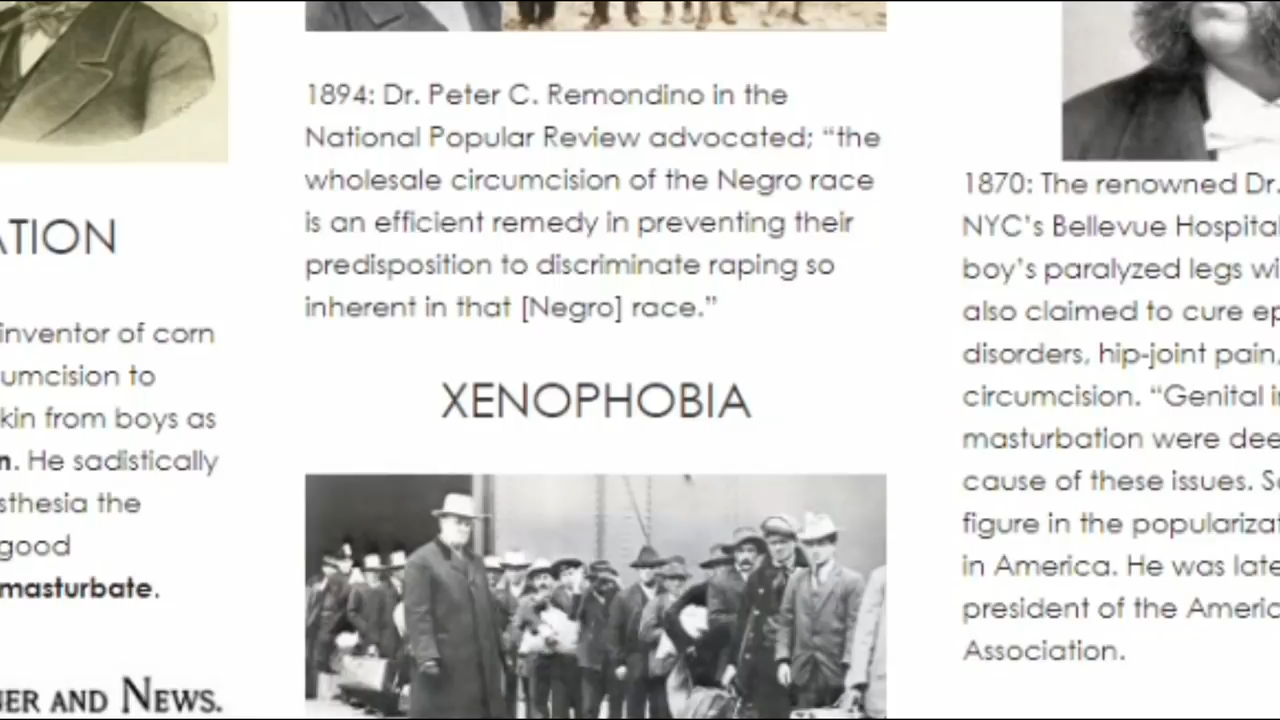 ATION
inventor of corn
umcision to
kin from boys as
n. He sadistically
sthesia the
good
masturbate.
ER AND NEWS.
1894: Dr. Peter C. Remondino in the
National Popular Review advocated; “the
wholesale circumcision of the Negro race
is an efficient remedy in preventing their
predisposition to discriminate raping so
inherent in that [Negro] race.”
XENOPHOBIA
1870: The renowned Dr.
NYC’s Bellevue Hospital
boy’s paralyzed legs wi
also claimed to cure ep
disorders, hip-joint pain,
circumcision. “Genital i
masturbation were dee
cause of these issues. S
figure in the populariza
in America. He was late
president of the Americ
Association.